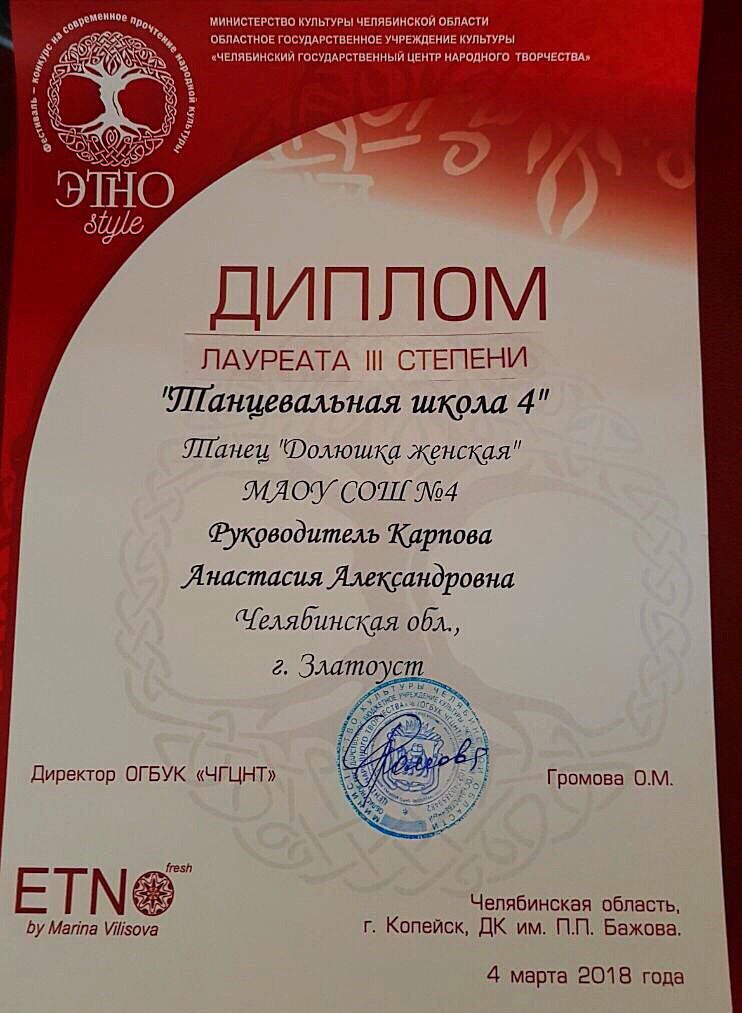 МИНИСТЕРСТВО КУЛЬТУРЫ ЧЕЛЯБИНСКОЙ ОБЛАСТИ
ОБЛАСТНОЕ ГОСУДАРСТВЕННОЕ УЧРЕЖДЕНИЕ КУЛЬТУРЫ
«ЧЕЛЯБИНСКИЙ ГОСУДАРСТВЕННЫЙ ЦЕНТР НАРОДНОГО ТВОРЧЕСТВА»
фестиваль – конкурс на современное прочтение народной культуры
ЭТНО
style
ДИПЛОМ
ЛАУРЕАТА III СТЕПЕНИ
"Танцевальная школа 4"
Танец "Долюшка женская"
МАОУ СОШ №4
Руководитель Карпова
Анастасия Александровна
Челябинская обл.,
г. Златоуст
Директор ОГБУК «ЧГЦНТ»
Громова О.М.
ETNO fresh
by Marina Vilisova
Челябинская область,
г. Копейск, ДК им. П.П. Бажова.
4 марта 2018 года